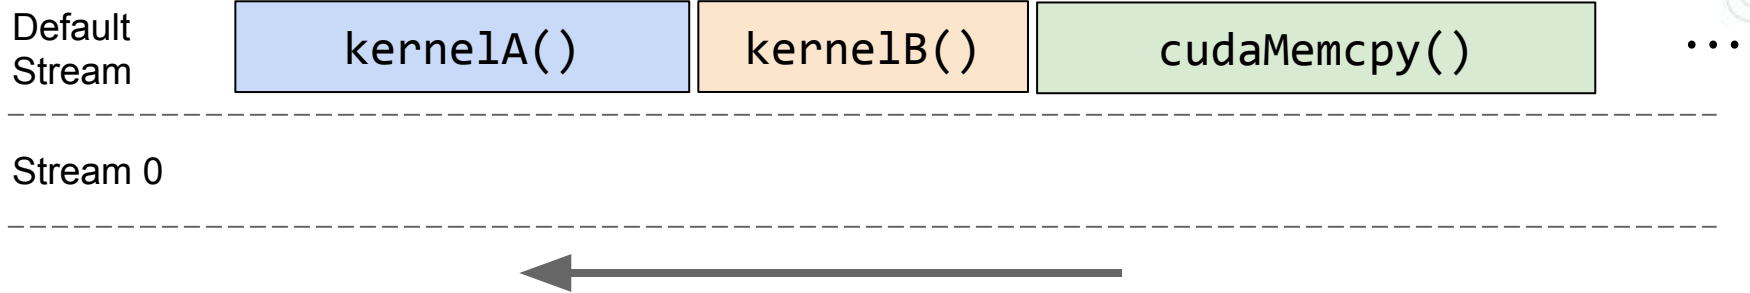 Default
Stream
kernelA()
kernelB()
cudaMemcpy()
...
Stream 0